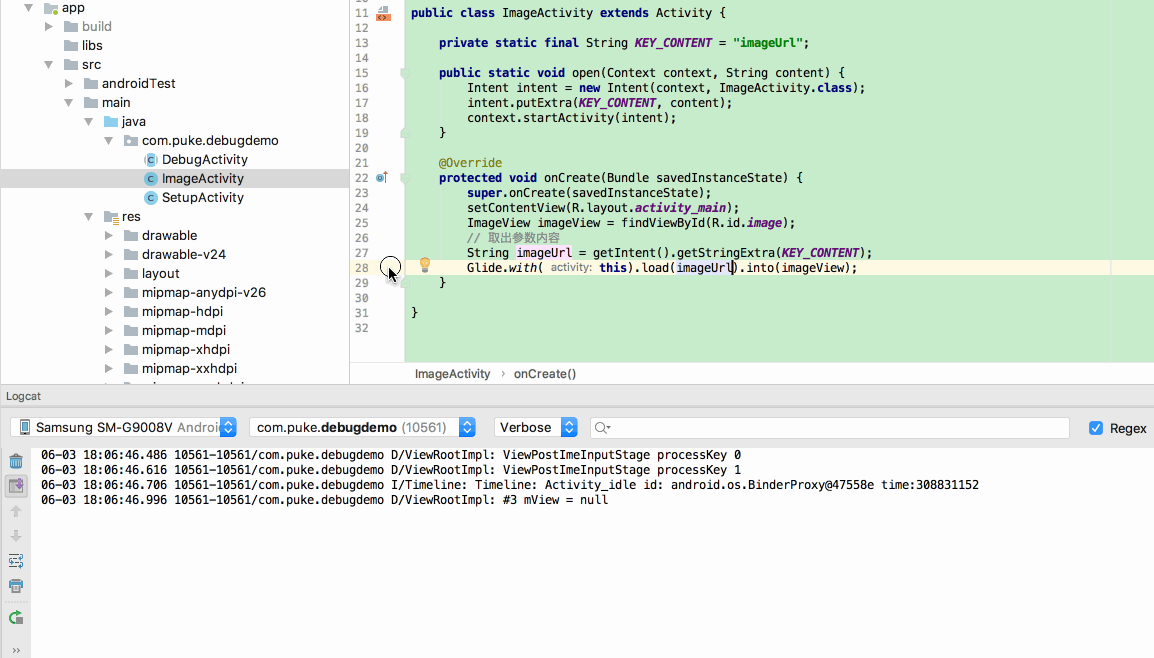 app
build
libs
src
androidTest
main
java
com.puke.debugdemo
DebugActivity
ImageActivity
SetupActivity
res
drawable
drawable-v24
layout
mipmap-anydpi-v26
mipmap-hdpi
mipmap-mdpi
mipmap-xhdpi
mipmap-xxhdpi
11 public class ImageActivity extends Activity {
12
13 private static final String KEY_CONTENT = "imageUrl";
14
15 public static void open(Context context, String content) {
16 Intent intent = new Intent(context, ImageActivity.class);
17 intent.putExtra(KEY_CONTENT, content);
18 context.startActivity(intent);
19 }
20
21 @Override
22 protected void onCreate(Bundle savedInstanceState) {
23 super.onCreate(savedInstanceState);
24 setContentView(R.layout.activity_main);
25 ImageView imageView = findViewById(R.id.image);
26 // 取出参数内容
27 String imageUrl = getIntent().getStringExtra(KEY_CONTENT);
28 Glide.with( activity: this).load(imageUrl).into(imageView);
29 }
30
31 }
32
ImageActivity › onCreate()
Logcat
Samsung SM-G9008V Androi
com.puke.debugdemo (10561)
Verbose
Regex
06-03 18:06:46.486 10561-10561/com.puke.debugdemo D/ViewRootImpl: ViewPostImeInputStage processKey 0
06-03 18:06:46.616 10561-10561/com.puke.debugdemo D/ViewRootImpl: ViewPostImeInputStage processKey 1
06-03 18:06:46.706 10561-10561/com.puke.debugdemo I/Timeline: Timeline: Activity_idle id: android.os.BinderProxy@47558e time:308831152
06-03 18:06:46.996 10561-10561/com.puke.debugdemo D/ViewRootImpl: #3 mView = null